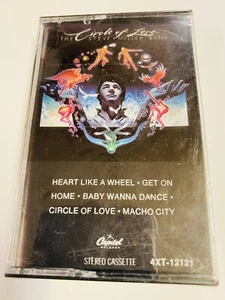 Circle of Love
THE STEVE MILLER BAND
HEART LIKE A WHEEL • GET ON
HOME • BABY WANNA DANCE •
CIRCLE OF LOVE • MACHO CITY
Capitol
RECORDS
STEREO CASSETTE 4XT-12121